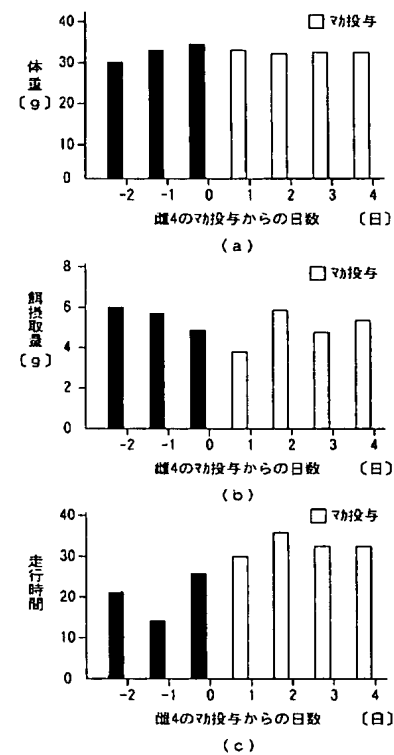 マカ投与
40
30
20
10
0
体重〔g〕
-2 -1 0 1 2 3 4
雌4のマカ投与からの日数 〔日〕
(a)
マカ投与
8
6
4
2
0
餌摂取量〔g〕
-2 -1 0 1 2 3 4
雌4のマカ投与からの日数 〔日〕
(b)
マカ投与
40
30
20
10
0
走行時間
-2 -1 0 1 2 3 4
雌4のマカ投与からの日数 〔日〕
(c)